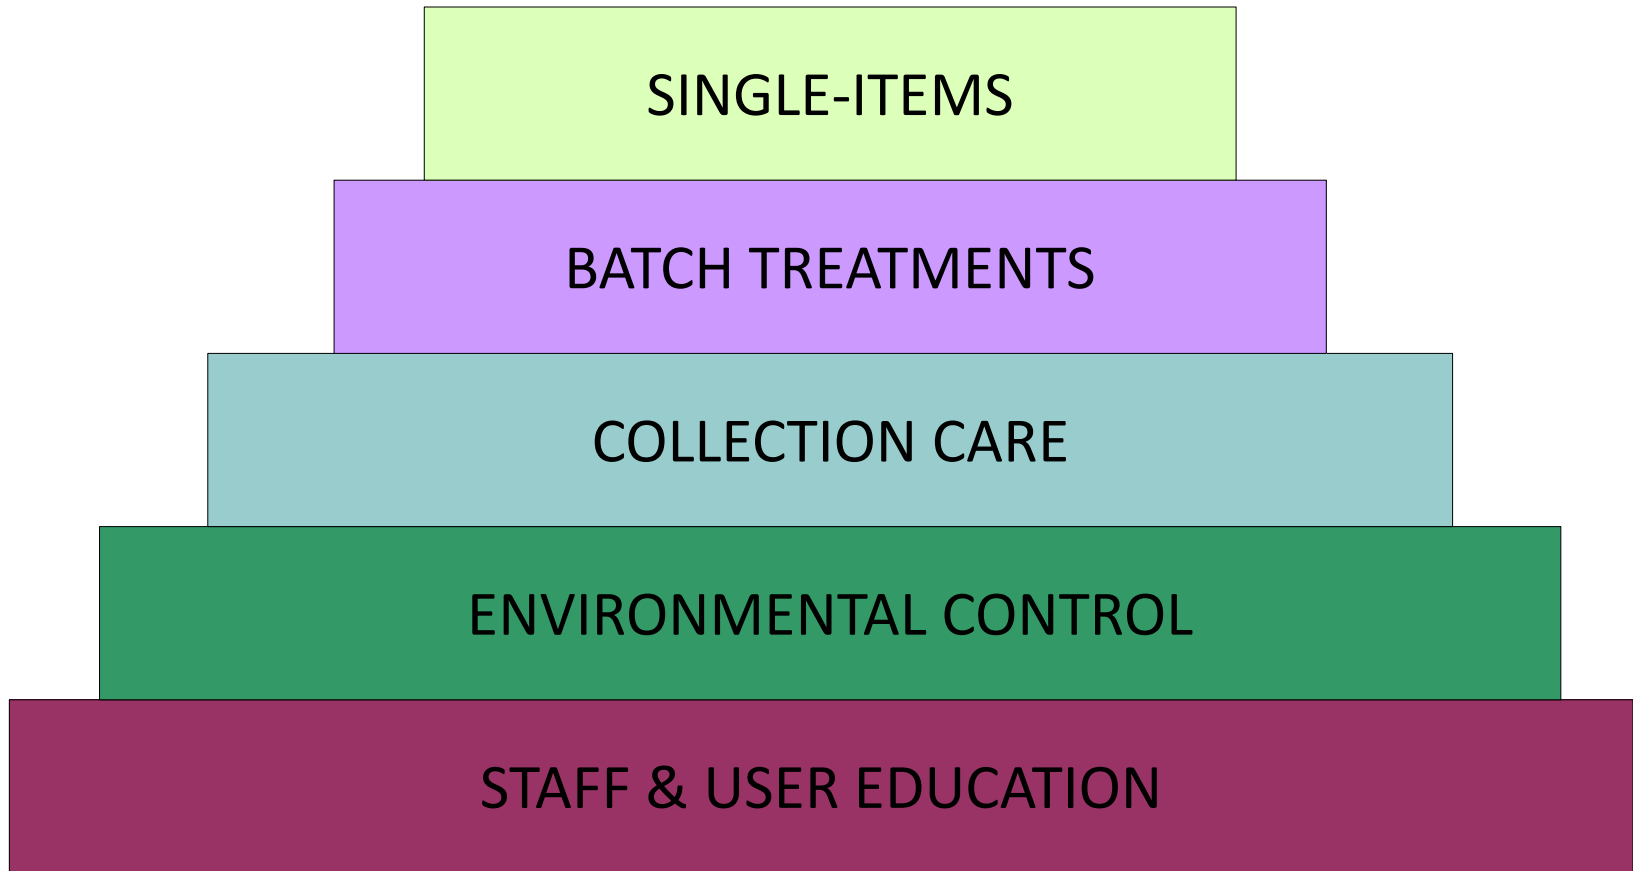 SINGLE-ITEMS
BATCH TREATMENTS
COLLECTION CARE
ENVIRONMENTAL CONTROL
STAFF & USER EDUCATION